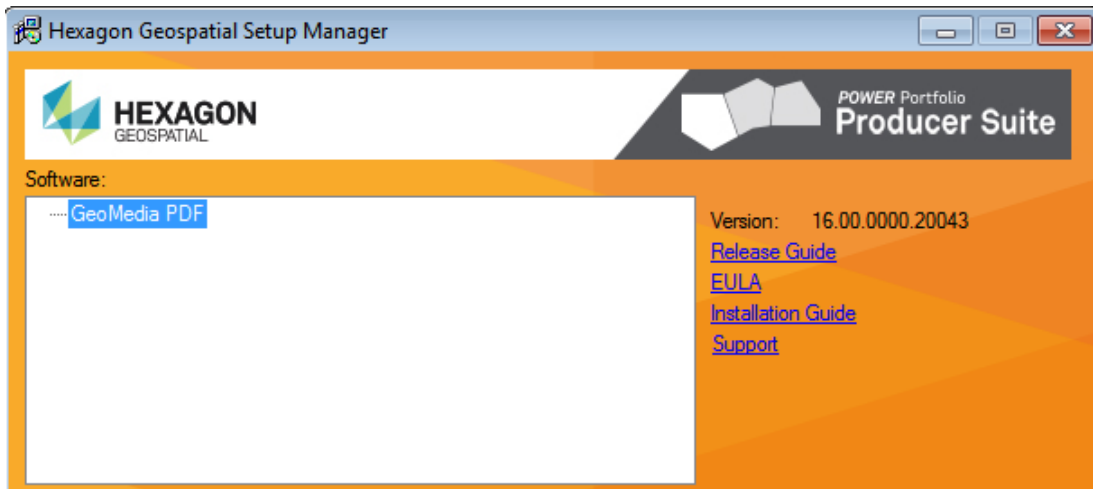 Hexagon Geospatial Setup Manager
HEXAGON
GEOSPATIAL
POWER Portfolio
Producer Suite
Software:
GeoMedia PDF
Version: 16.00.0000.20043
Release Guide
EULA
Installation Guide
Support